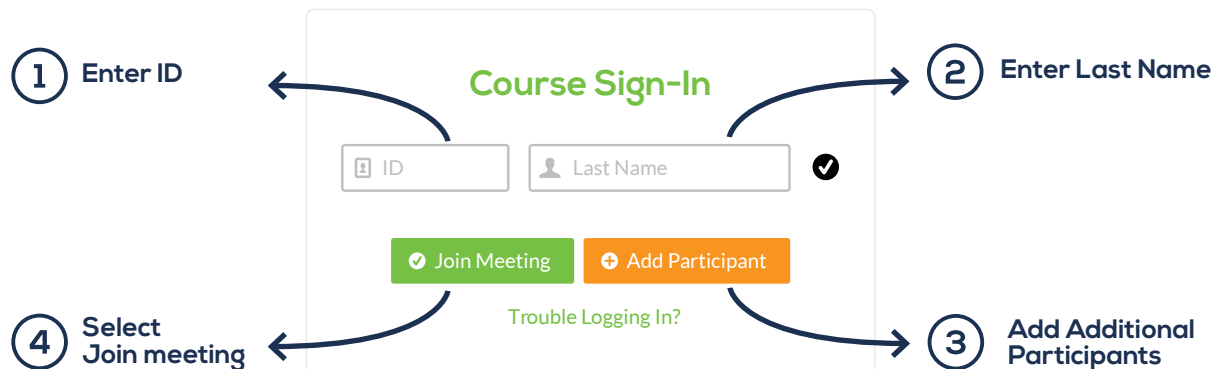 1 Enter ID
Course Sign-In
2 Enter Last Name
ID
Last Name
Join Meeting
Add Participant
Trouble Logging In?
4 Select
Join meeting
3 Add Additional
Participants